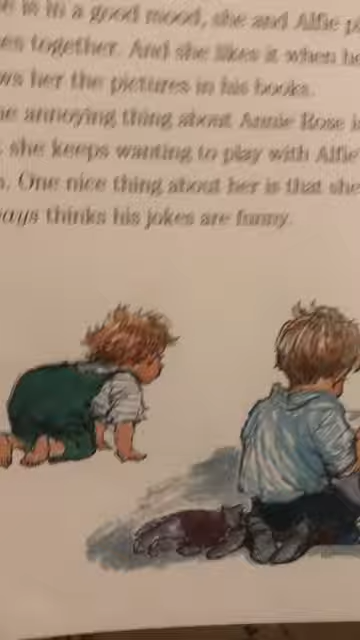 is in a good mood, she and Alfie
together. And she likes it when
her the pictures in his books.
annoying thing about Annie Rose
she keeps wanting to play with Alfie
One nice thing about her is that she
thinks his jokes are funny.